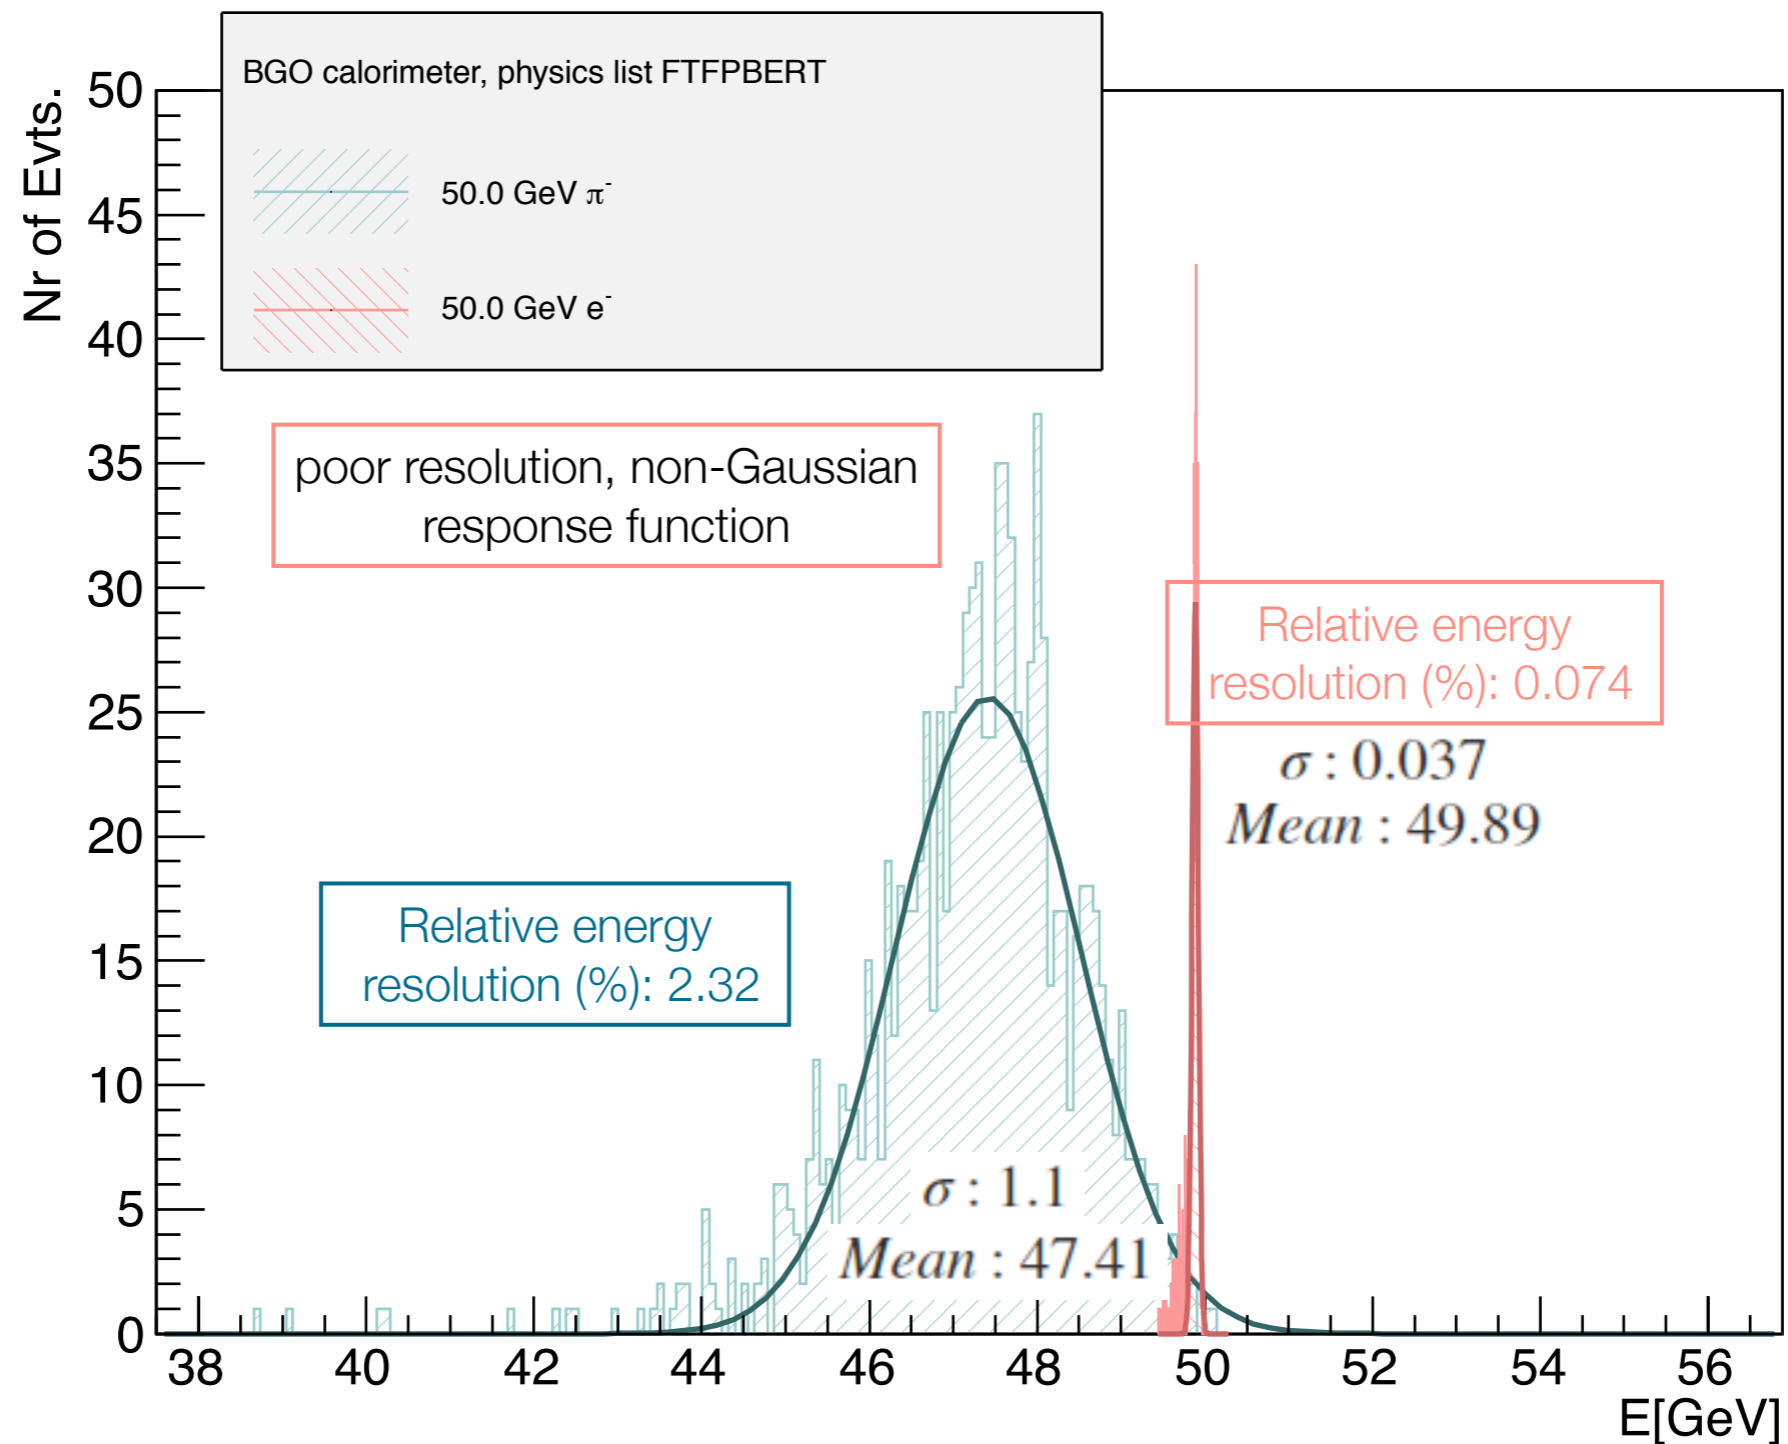 BGO calorimeter, physics list FTFPBERT
50.0 GeV π⁻
50.0 GeV e⁻
Nr of Evts.
50
45
40
35
30
25
20
15
10
5
0
poor resolution, non-Gaussian
response function
Relative energy
resolution (%): 0.074
σ : 0.037
Mean : 49.89
Relative energy
resolution (%): 2.32
σ : 1.1
Mean : 47.41
38 40 42 44 46 48 50 52 54 56
E[GeV]